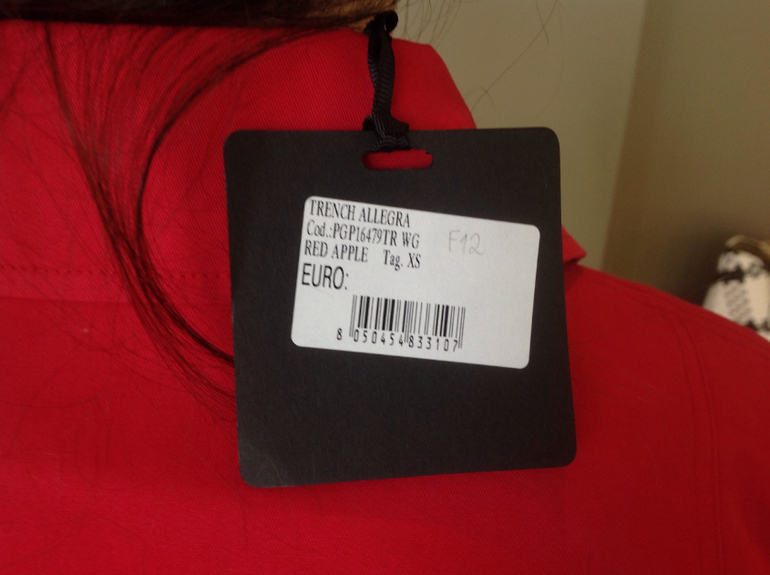 TRENCH ALLEGRA
Cod.:PGP16479TR WG F12
RED APPLE Tag. XS
EURO:
8 050454 833107